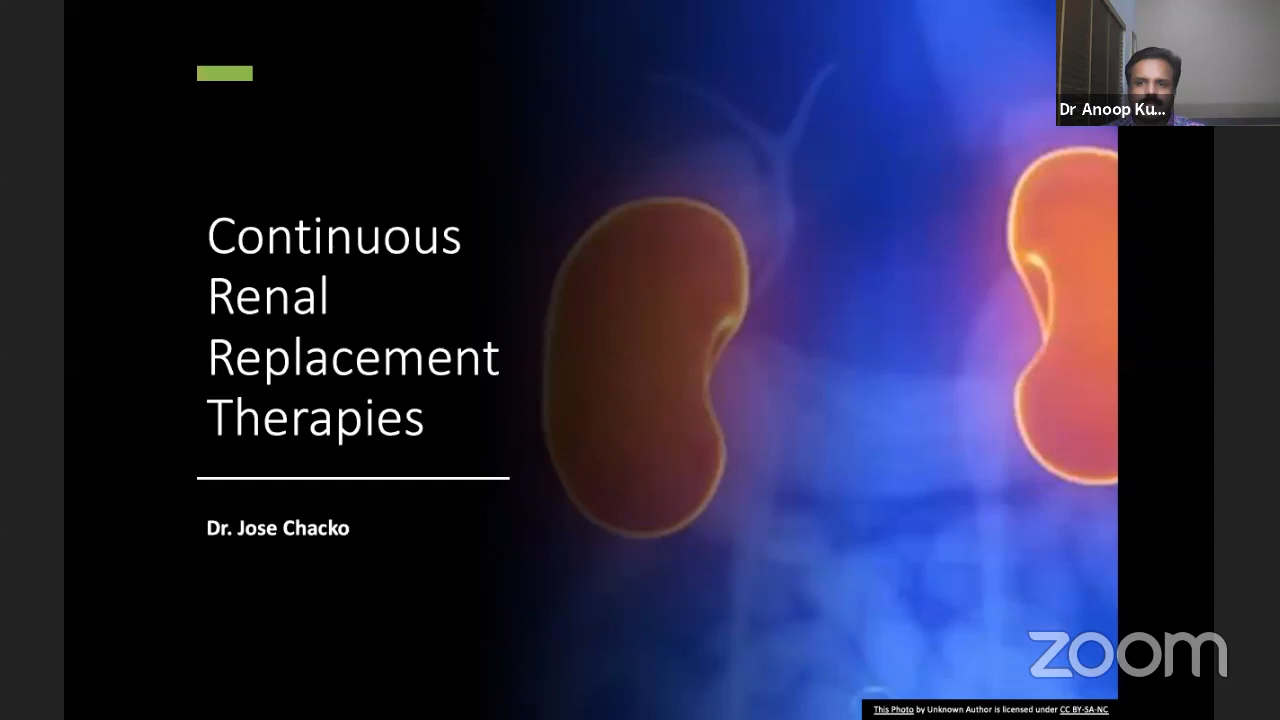 Dr Anoop Ku...
Continuous
Renal
Replacement
Therapies
Dr. Jose Chacko
zoom
This Photo by Unknown Author is licensed under CC BY-SA-NC